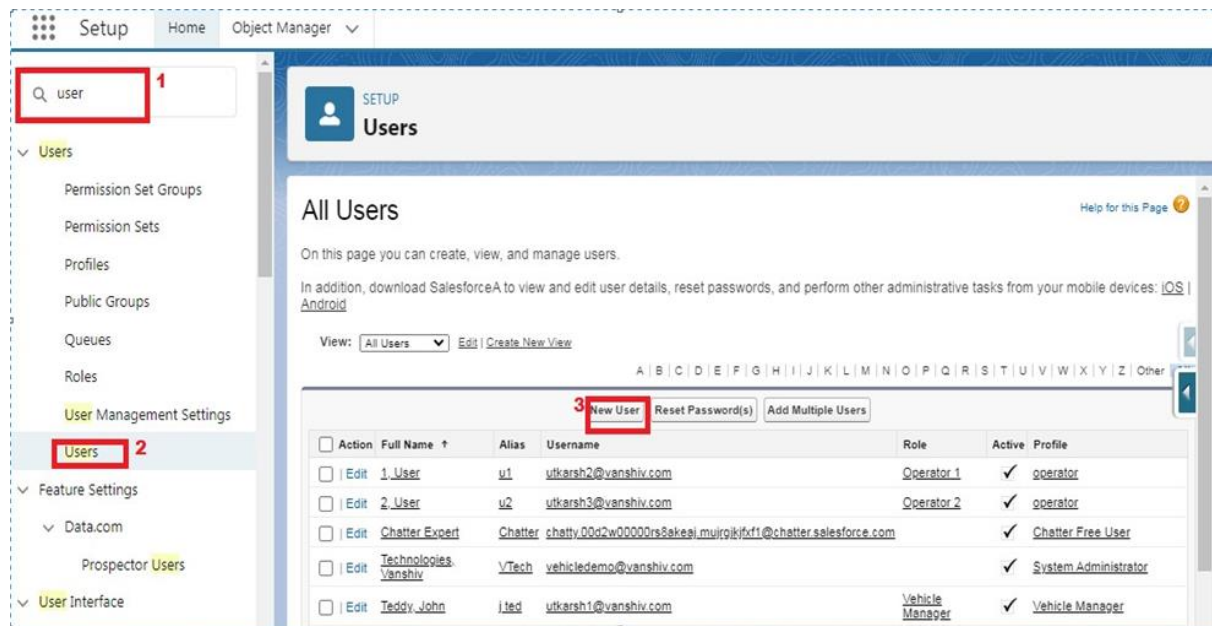 Setup Home Object Manager
user
1
Users
Permission Set Groups
Permission Sets
Profiles
Public Groups
Queues
Roles
User Management Settings
Users
2
Feature Settings
Data.com
Prospector Users
User Interface
SETUP
Users
All Users
Help for this Page
On this page you can create, view, and manage users.
In addition, download SalesforceA to view and edit user details, reset passwords, and perform other administrative tasks from your mobile devices: iOS |
Android
View: All Users Edit | Create New View
A | B | C | D | E | F | G | H | I | J | K | L | M | N | O | P | Q | R | S | T | U | V | W | X | Y | Z | Other
3 New User Reset Password(s) Add Multiple Users
Action Full Name ↑ Alias Username Role Active Profile
| Edit 1, User u1 utkarsh2@vanshiv.com Operator 1 ✓ operator
| Edit 2, User u2 utkarsh3@vanshiv.com Operator 2 ✓ operator
| Edit Chatter Expert Chatter ✓ Chatter Free User
| Edit Technologies, Vanshiv VTech vehicledemo@vanshiv.com ✓ System Administrator
| Edit Teddy, John j.ted utkarsh1@vanshiv.com Vehicle Manager ✓ Vehicle Manager